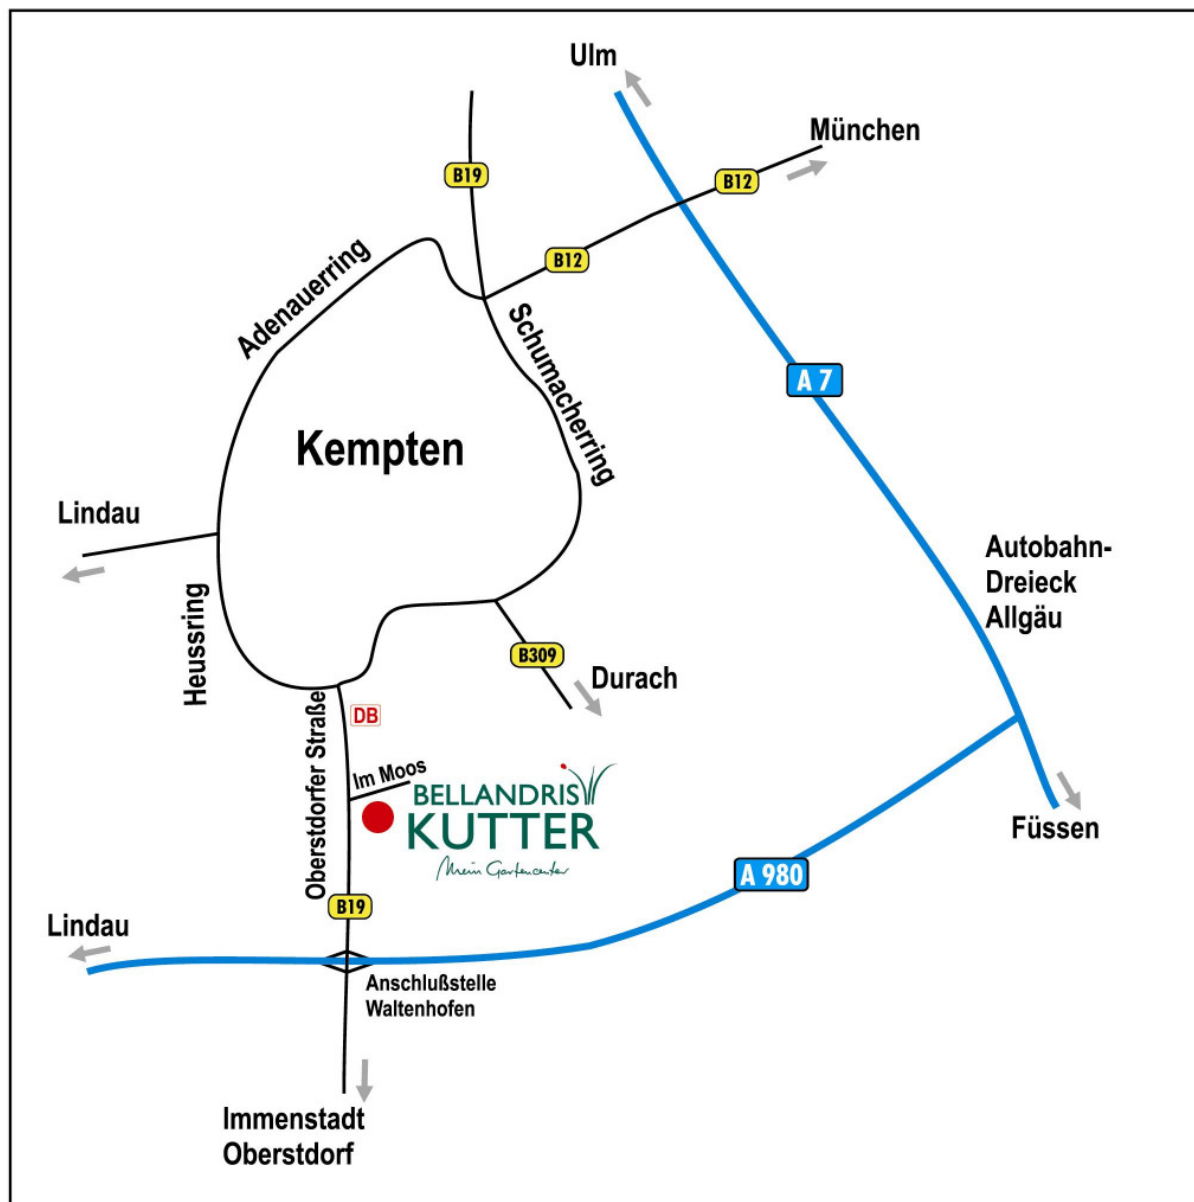 Ulm
München
B19
B12
B12
Adenauerring
Schumacherring
A 7
Kempten
Lindau
Autobahn-
Dreieck
Allgäu
Heussring
B309
Durach
Oberstdorfer Straße
DB
Im Moos
BELLANDRIS
KUTTER
Mein Gartencenter
Füssen
A 980
B19
Lindau
Anschlußstelle
Waltenhofen
Immenstadt
Oberstdorf